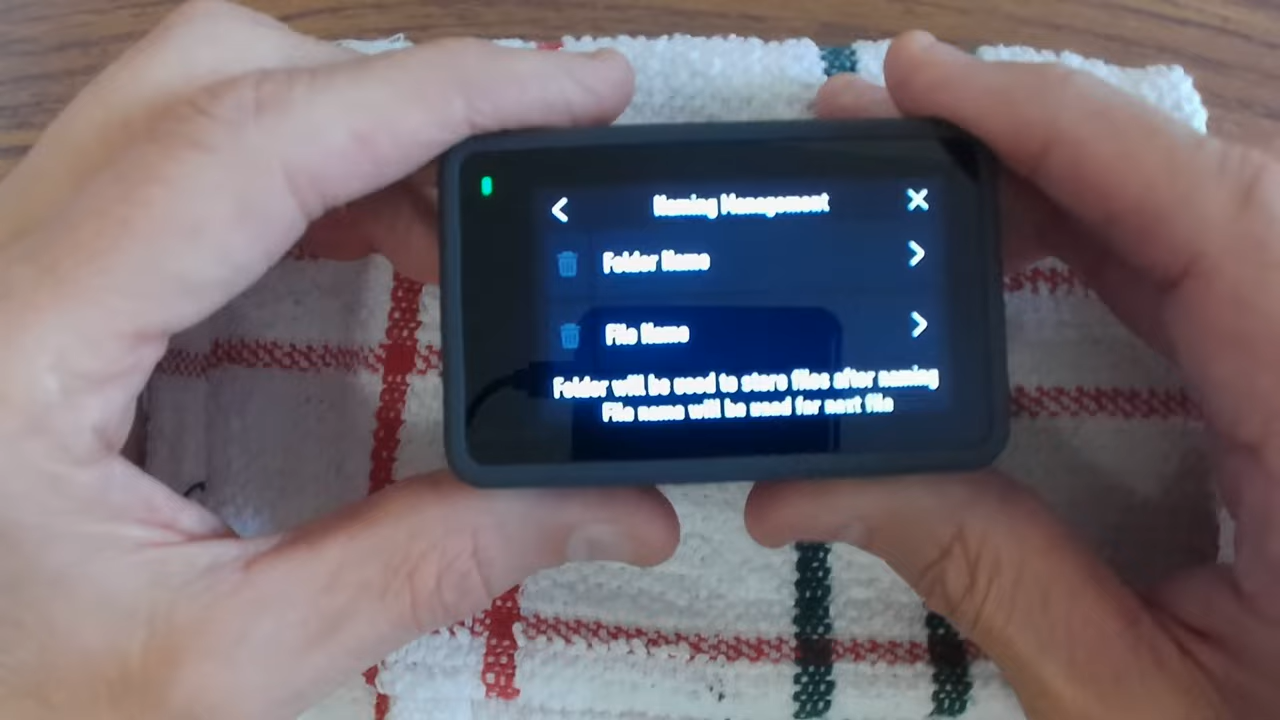 Naming Management
Folder Name
File Name
Folder will be used to store files after naming
File name will be used for next file